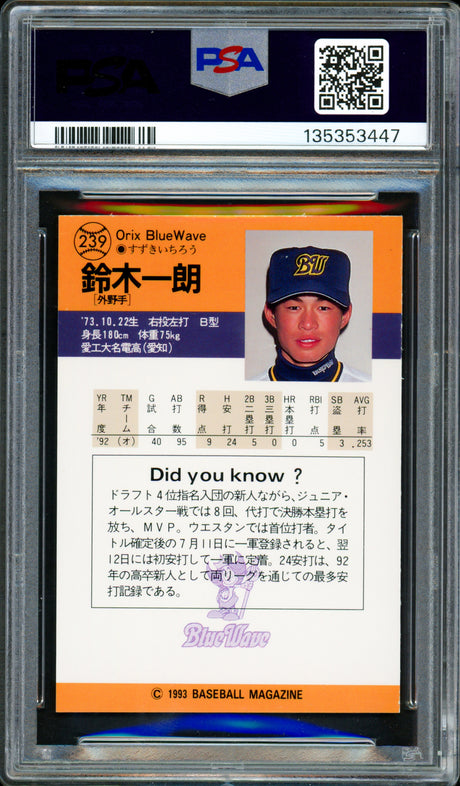 PSA
PSA
135353447
239
Orix BlueWave
◉すずきいちろう
鈴木一朗
[外野手]
'73.10.22生 右投左打 B型
身長180cm 体重75kg
愛工大名電高(愛知)
BW
YR TM G AB R H 2B 3B HR RBI SB AVG
年度 チーム 試合 打数 得点 安打 二塁打 三塁打 本塁打 打点 盗塁 打率
'92 (オ) 40 95 9 24 5 0 0 5 3 .253
Did you know ?
ドラフト4位指名入団の新人ながら、ジュニア・
オールスター戦では8回、代打で決勝本塁打を
放ち、MVP。ウエスタンでは首位打者。タイ
トル確定後の7月11日に一軍登録されると、翌
12日には初安打して一軍に定着。24安打は、92
年の高卒新人として両リーグを通じての最多安
打記録である。
BlueWave
© 1993 BASEBALL MAGAZINE